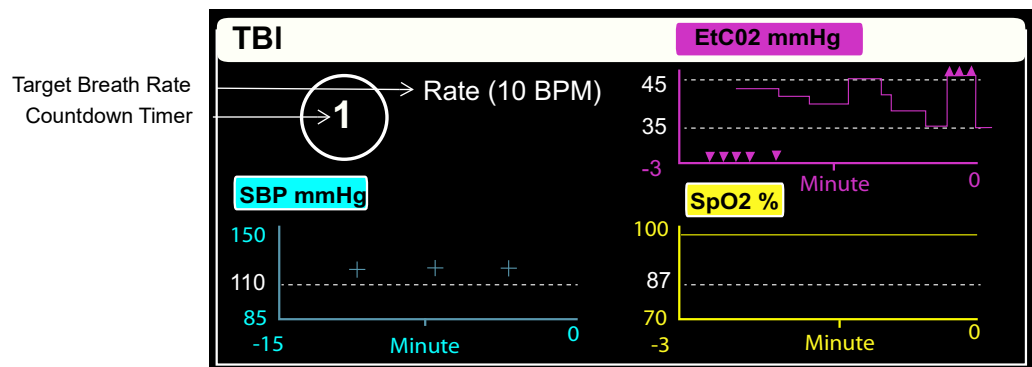 TBI
EtC02 mmHg
Target Breath Rate
Countdown Timer
1
Rate (10 BPM)
45
35
-3
Minute
0
SBP mmHg
150
110
85
-15
Minute
0
SpO2 %
100
87
70
-3
Minute
0